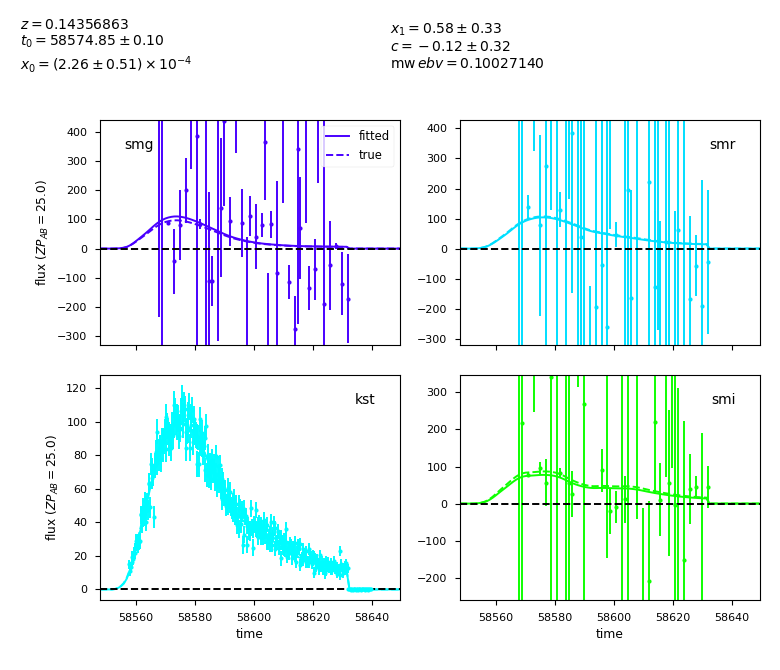 z = 0.14356863
t₀ = 58574.85 ± 0.10
x₀ = (2.26 ± 0.51) × 10⁻⁴
x₁ = 0.58 ± 0.33
c = −0.12 ± 0.32
mw ebv = 0.10027140
smg
fitted
true
400
300
200
100
0
−100
−200
−300
flux (ZP_AB = 25.0)
smr
400
300
200
100
0
−100
−200
−300
kst
120
100
80
60
40
20
0
flux (ZP_AB = 25.0)
58560 58580 58600 58620 58640
time
smi
300
200
100
0
−100
−200
58560 58580 58600 58620 58640
time